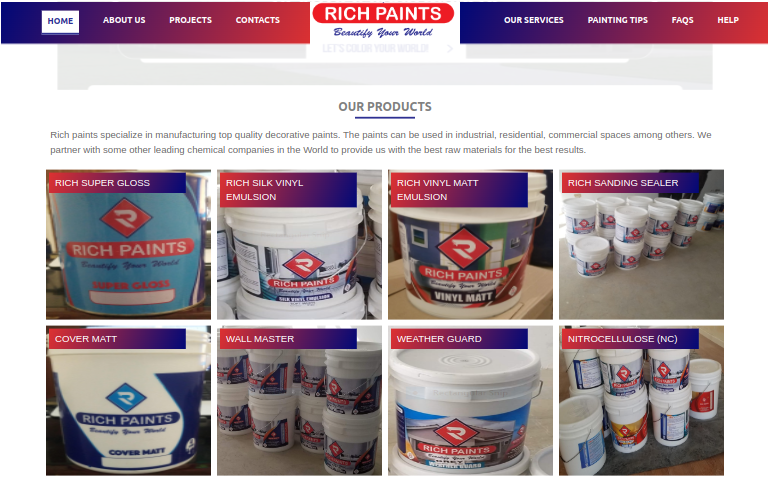 HOME ABOUT US PROJECTS CONTACTS
RICH PAINTS
Beautify Your World
OUR SERVICES PAINTING TIPS FAQS HELP
LET'S COLOR YOUR WORLD!
OUR PRODUCTS
Rich paints specialize in manufacturing top quality decorative paints. The paints can be used in industrial, residential, commercial spaces among others. We
partner with some other leading chemical companies in the World to provide us with the best raw materials for the best results.
RICH SUPER GLOSS
RICH PAINTS
Beautify Your World
SUPER GLOSS
RICH SILK VINYL
EMULSION
RICH PAINTS
SILK VINYL EMULSION
RICH VINYL MATT
EMULSION
RICH PAINTS
Beautify Your World
VINYL MATT
RICH SANDING SEALER
COVER MATT
RICH PAINTS
Beautify Your World
COVER MATT
WALL MASTER
WEATHER GUARD
RICH PAINTS
WEATHER GUARD
NITROCELLULOSE (NC)